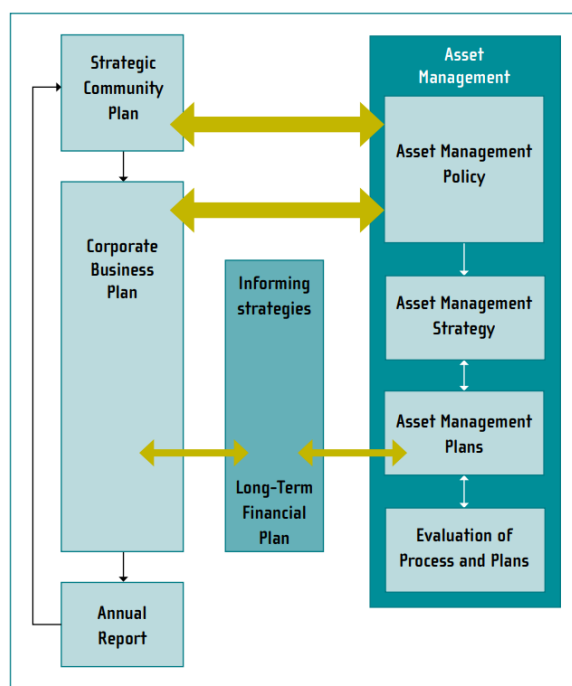 Strategic
Community
Plan
Corporate
Business
Plan
Annual
Report
Informing
strategies
Long-Term
Financial
Plan
Asset
Management
Asset Management
Policy
Asset Management
Strategy
Asset Management
Plans
Evaluation of
Process and Plans